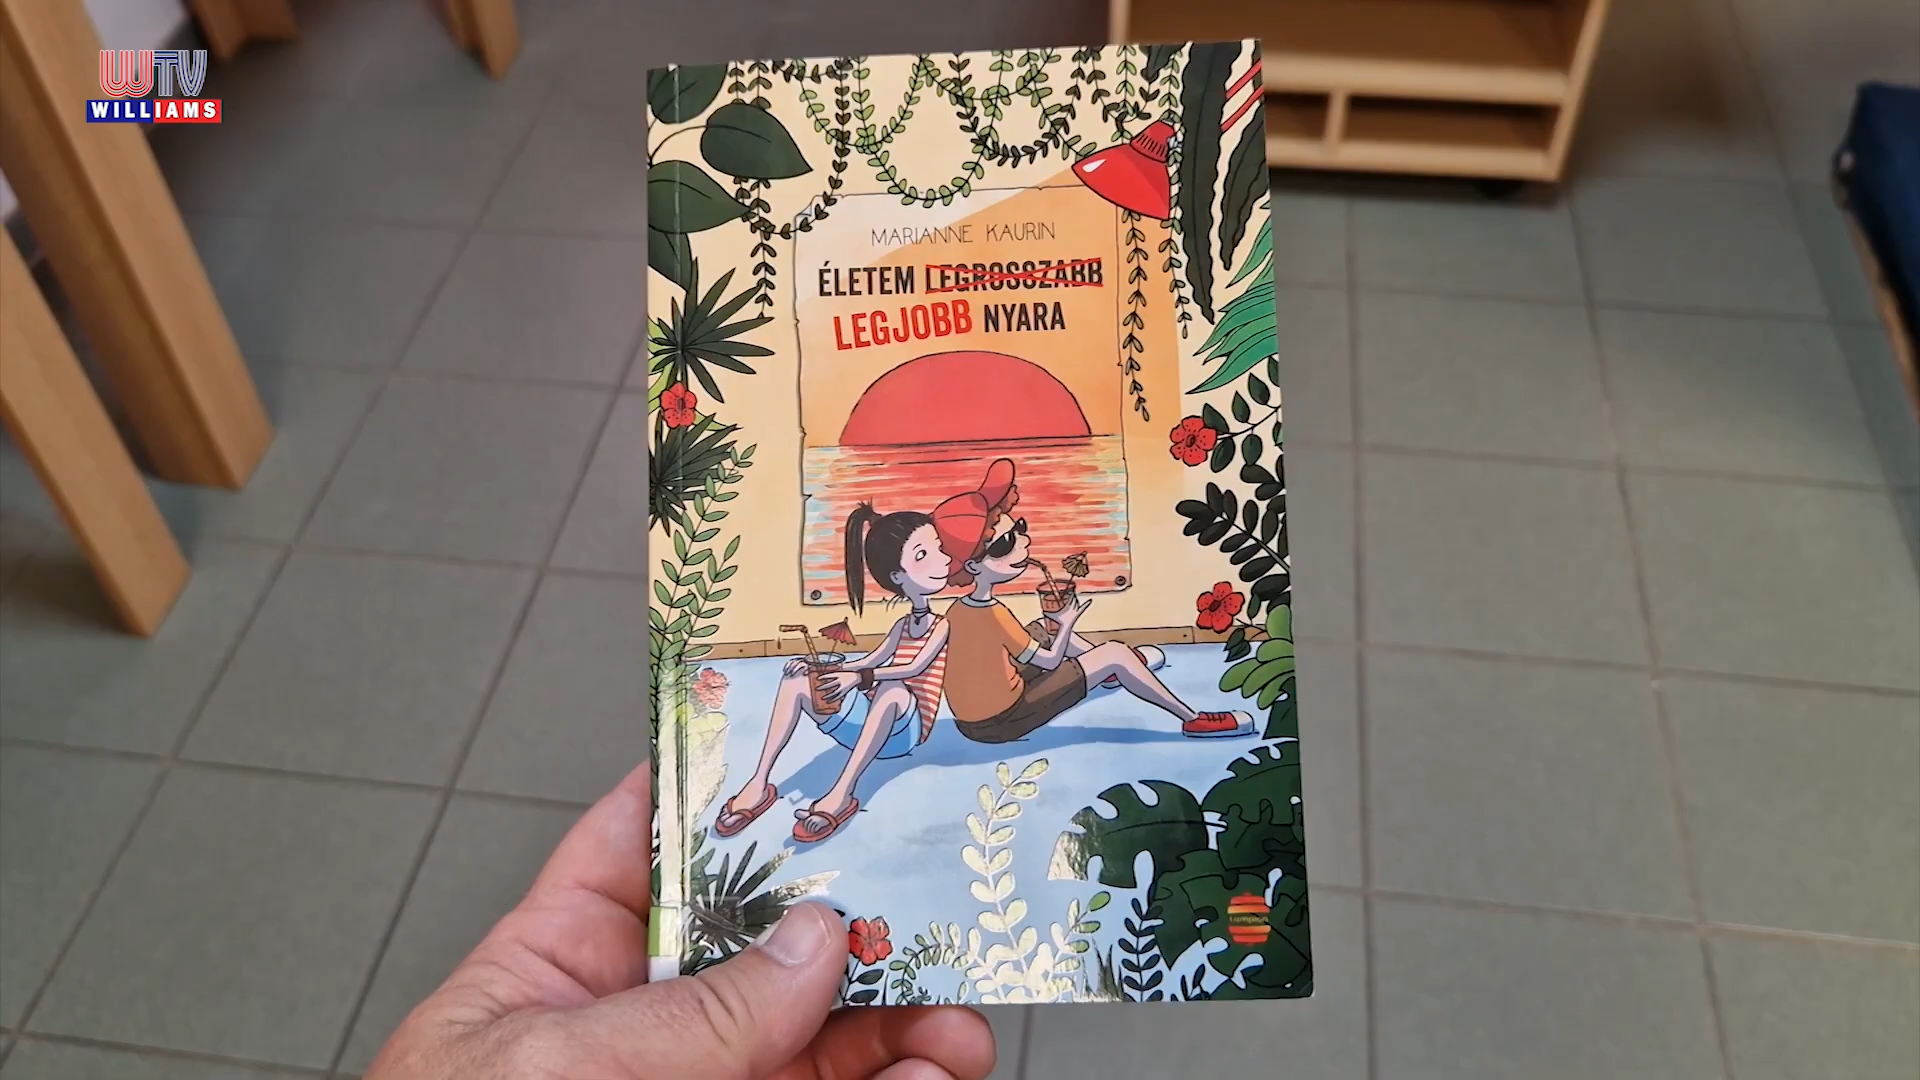 WTV
WILLIAMS
MARIANNE KAURIN
ÉLETEM LEGROSSZABB
LEGJOBB NYARA